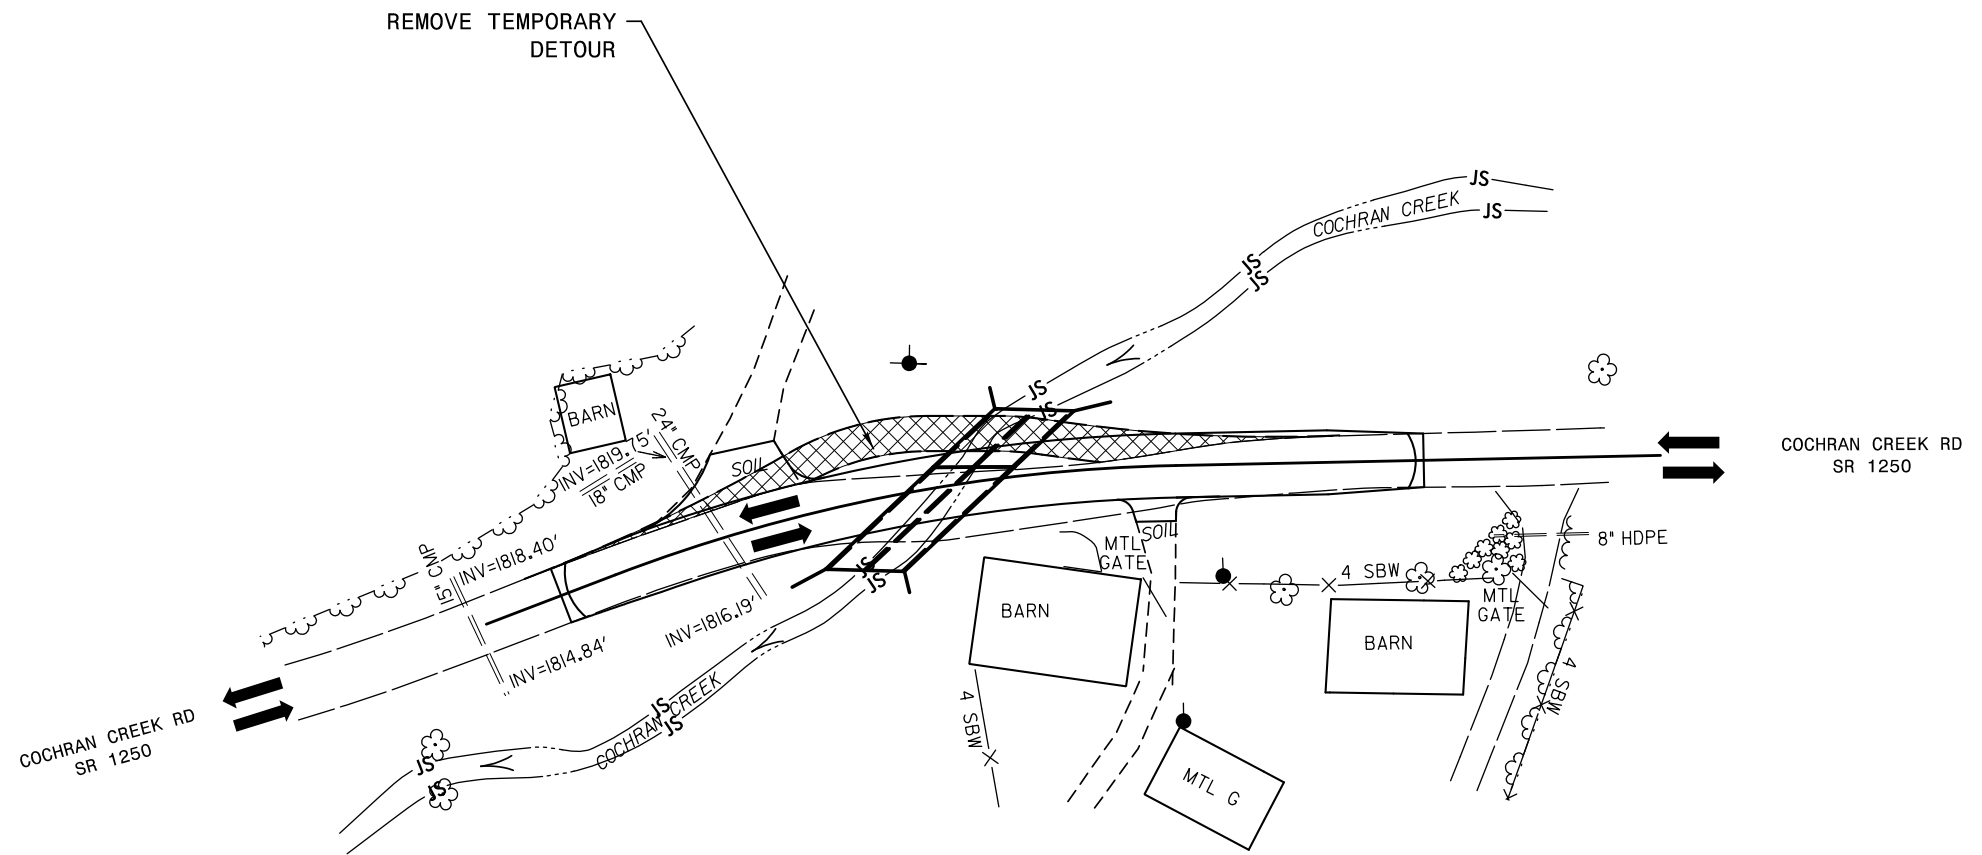 REMOVE TEMPORARY
DETOUR
JS
COCHRAN CREEK
JS
JS
JS
JS
JS
BARN
24" CMP
INV=1819.75'
18" CMP
SOIL
COCHRAN CREEK RD
SR 1250
15" CMP
INV=1818.40'
SOIL
MTL
GATE
8" HDPE
4 SBW
JS
JS
MTL
GATE
BARN
BARN
INV=1816.19'
INV=1814.84'
4 SBW
4 SBW
JS
JS
COCHRAN CREEK
COCHRAN CREEK RD
SR 1250
JS
JS
MTL G